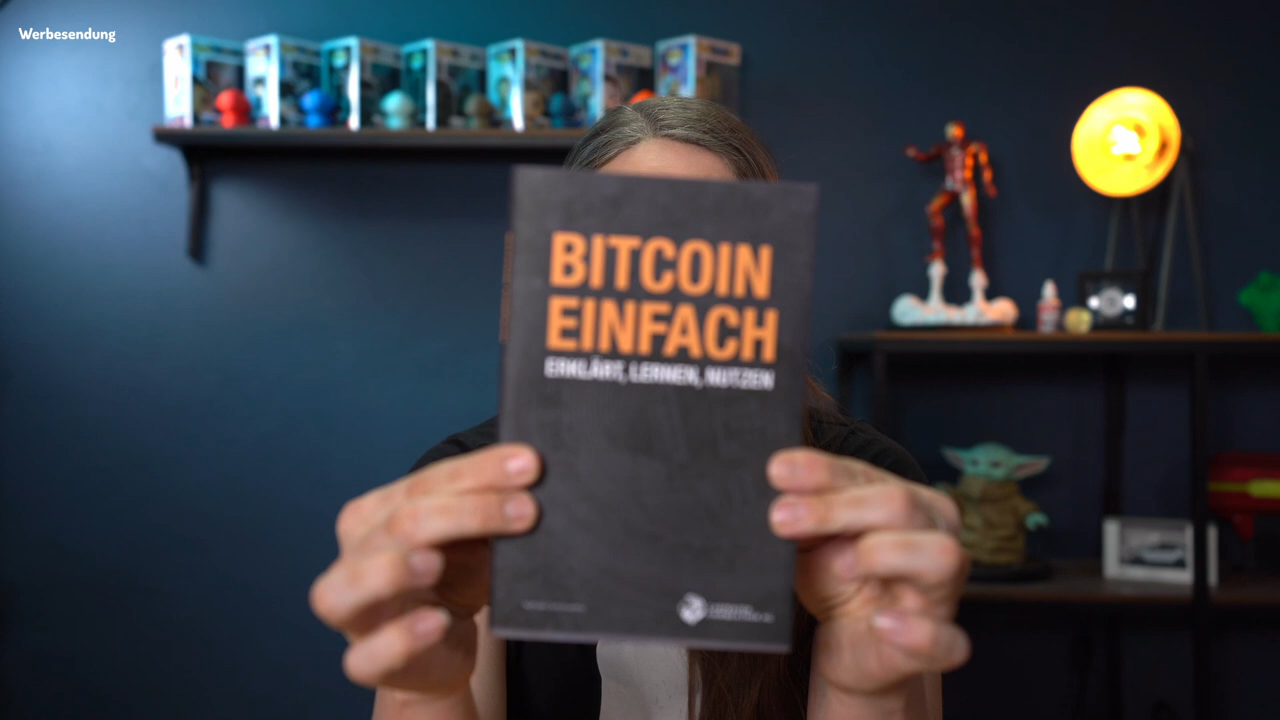 Werbesendung
BITCOIN
EINFACH
ERKLÄRT, LERNEN, NUTZEN